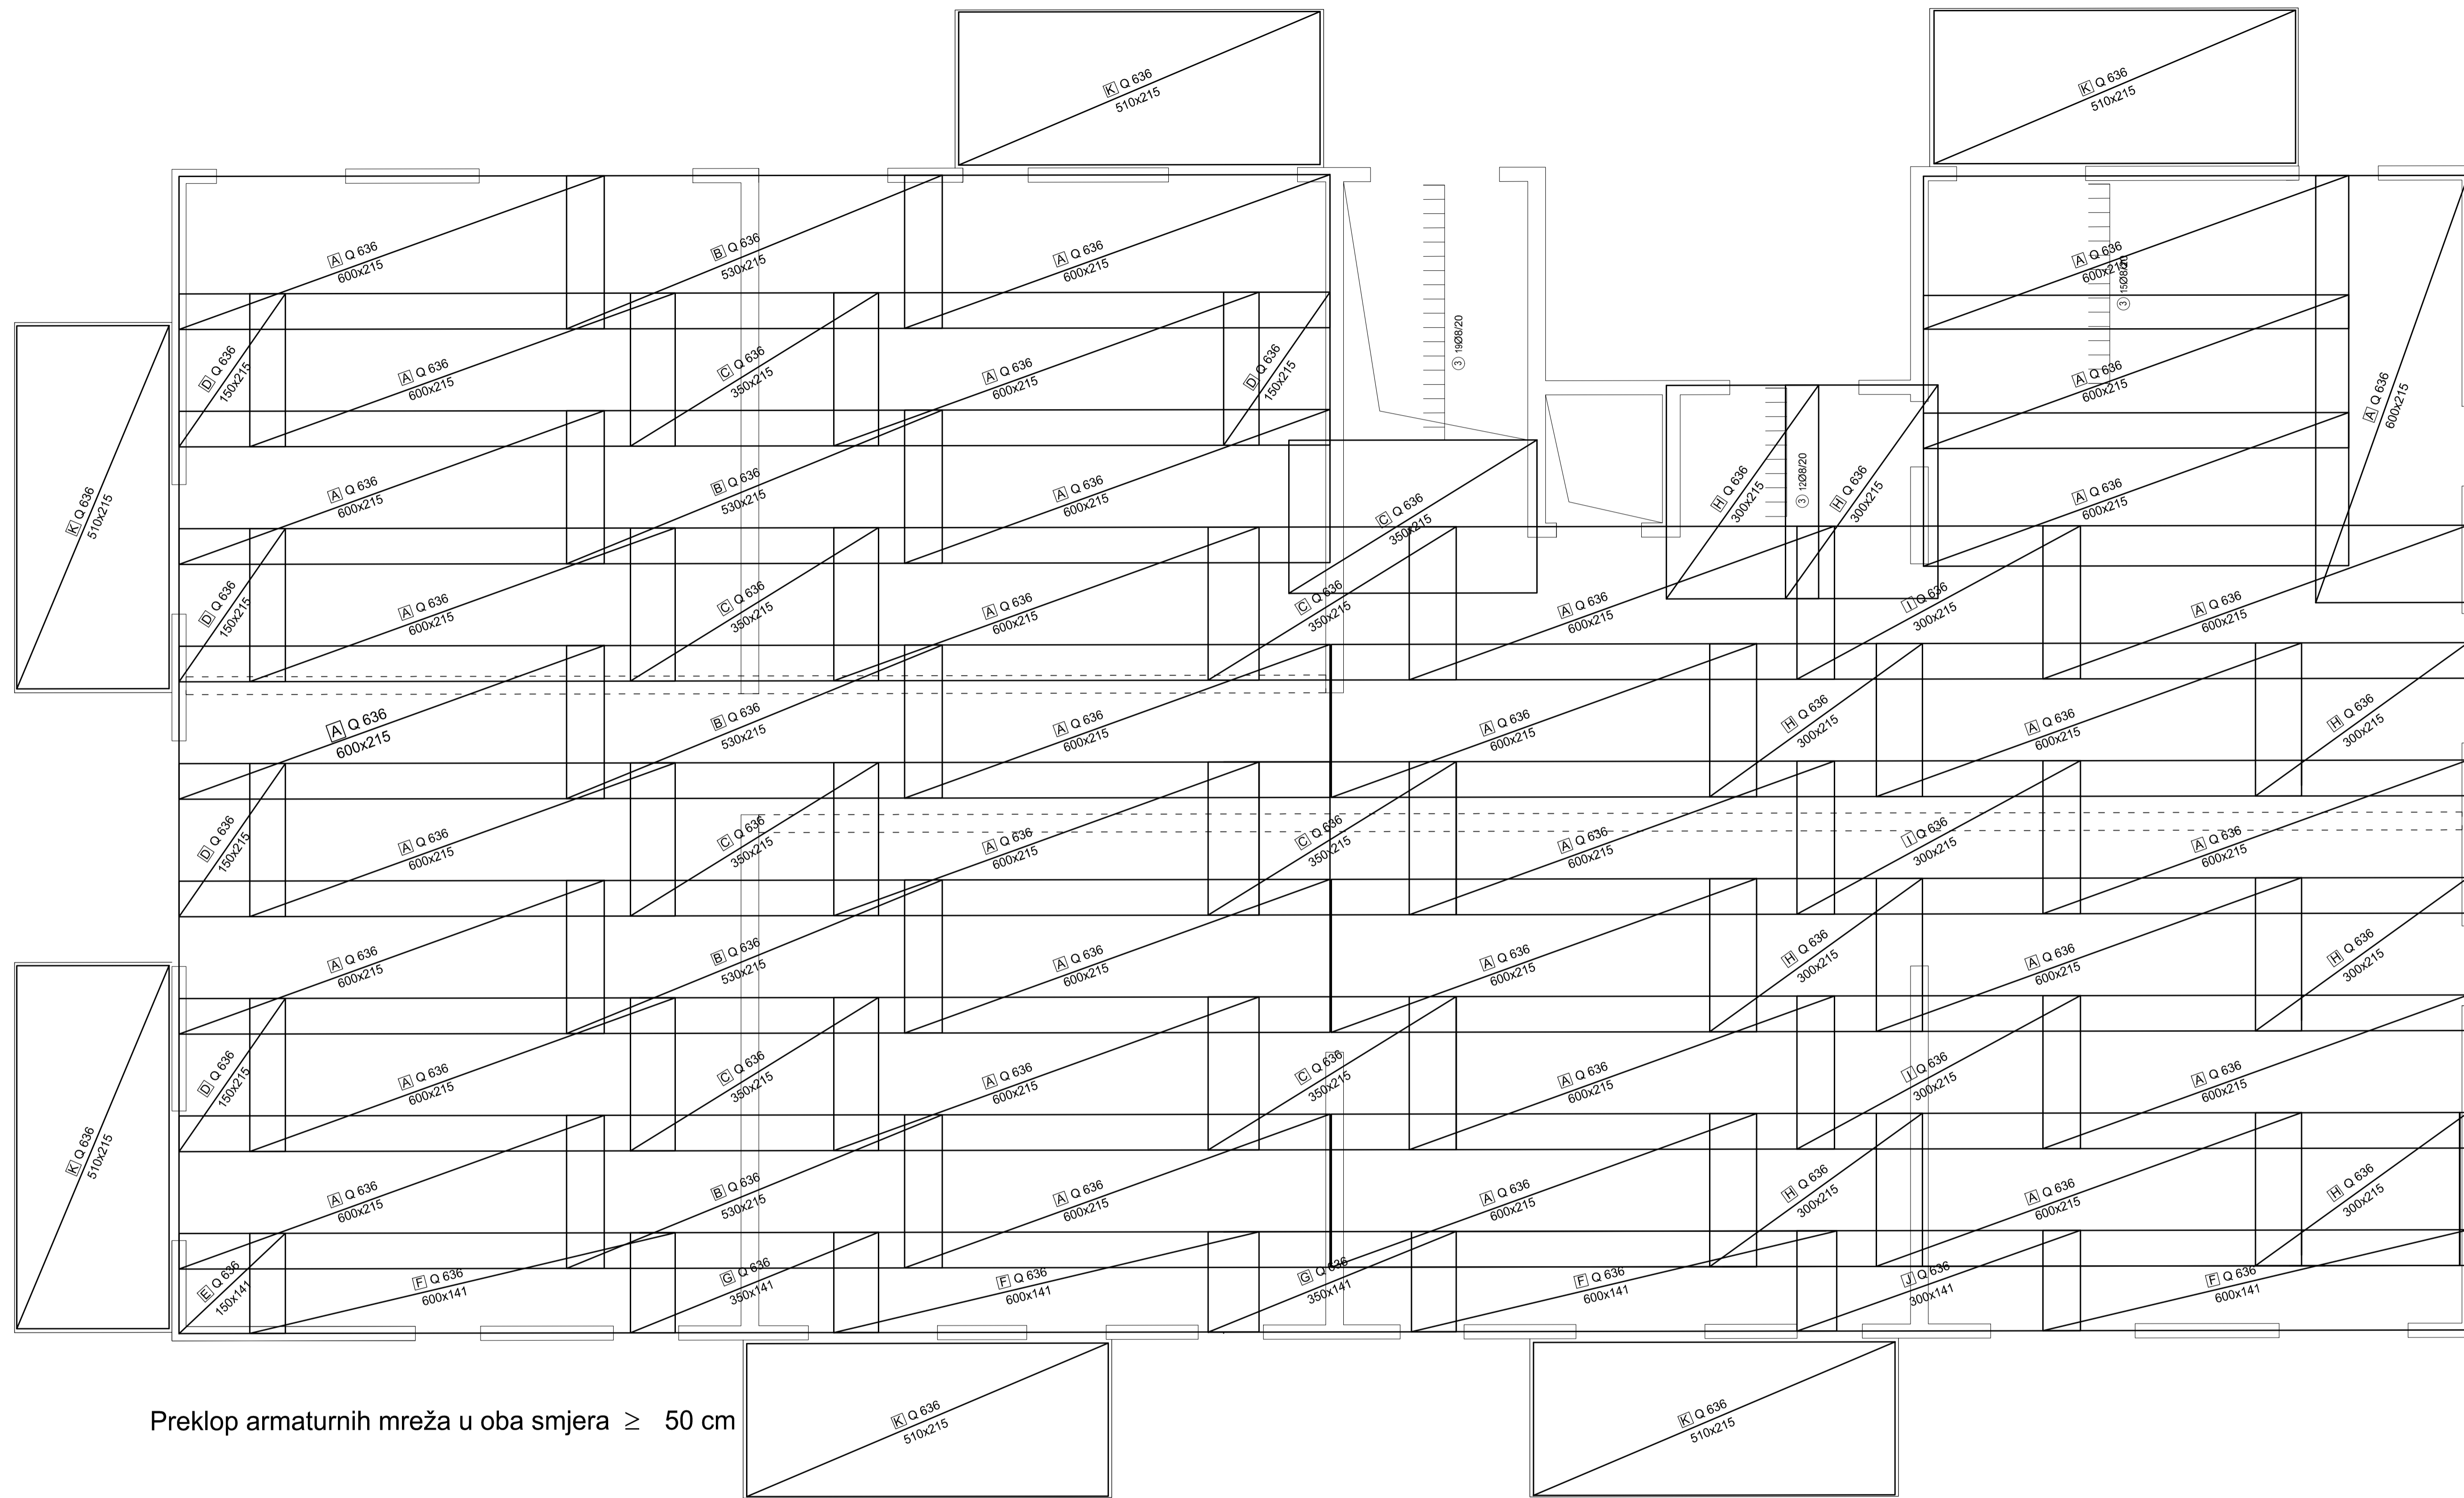 K Q 636
510x215
K Q 636
510x215
A Q 636
600x215
B Q 636
530x215
A Q 636
600x215
A Q 636
600x215
3 15Ø8/20
D Q 636
150x215
A Q 636
600x215
C Q 636
350x215
A Q 636
600x215
D Q 636
150x215
3 19Ø8/20
A Q 636
600x215
A Q 636
600x215
K Q 636
510x215
A Q 636
600x215
B Q 636
530x215
A Q 636
600x215
C Q 636
350x215
H Q 636
300x215
3 12Ø8/20
H Q 636
300x215
A Q 636
600x215
D Q 636
150x215
A Q 636
600x215
C Q 636
350x215
A Q 636
600x215
C Q 636
350x215
A Q 636
600x215
I Q 636
300x215
A Q 636
600x215
A Q 636
600x215
B Q 636
530x215
A Q 636
600x215
A Q 636
600x215
H Q 636
300x215
A Q 636
600x215
H Q 636
300x215
D Q 636
150x215
A Q 636
600x215
C Q 636
350x215
A Q 636
600x215
C Q 636
350x215
A Q 636
600x215
I Q 636
300x215
A Q 636
600x215
A Q 636
600x215
B Q 636
530x215
A Q 636
600x215
A Q 636
600x215
H Q 636
300x215
A Q 636
600x215
H Q 636
300x215
K Q 636
510x215
D Q 636
150x215
A Q 636
600x215
C Q 636
350x215
A Q 636
600x215
C Q 636
350x215
A Q 636
600x215
I Q 636
300x215
A Q 636
600x215
A Q 636
600x215
B Q 636
530x215
A Q 636
600x215
A Q 636
600x215
H Q 636
300x215
A Q 636
600x215
H Q 636
300x215
E Q 636
150x141
F Q 636
600x141
G Q 636
350x141
F Q 636
600x141
G Q 636
350x141
F Q 636
600x141
J Q 636
300x141
F Q 636
600x141
Preklop armaturnih mreža u oba smjera ≥ 50 cm
K Q 636
510x215
K Q 636
510x215